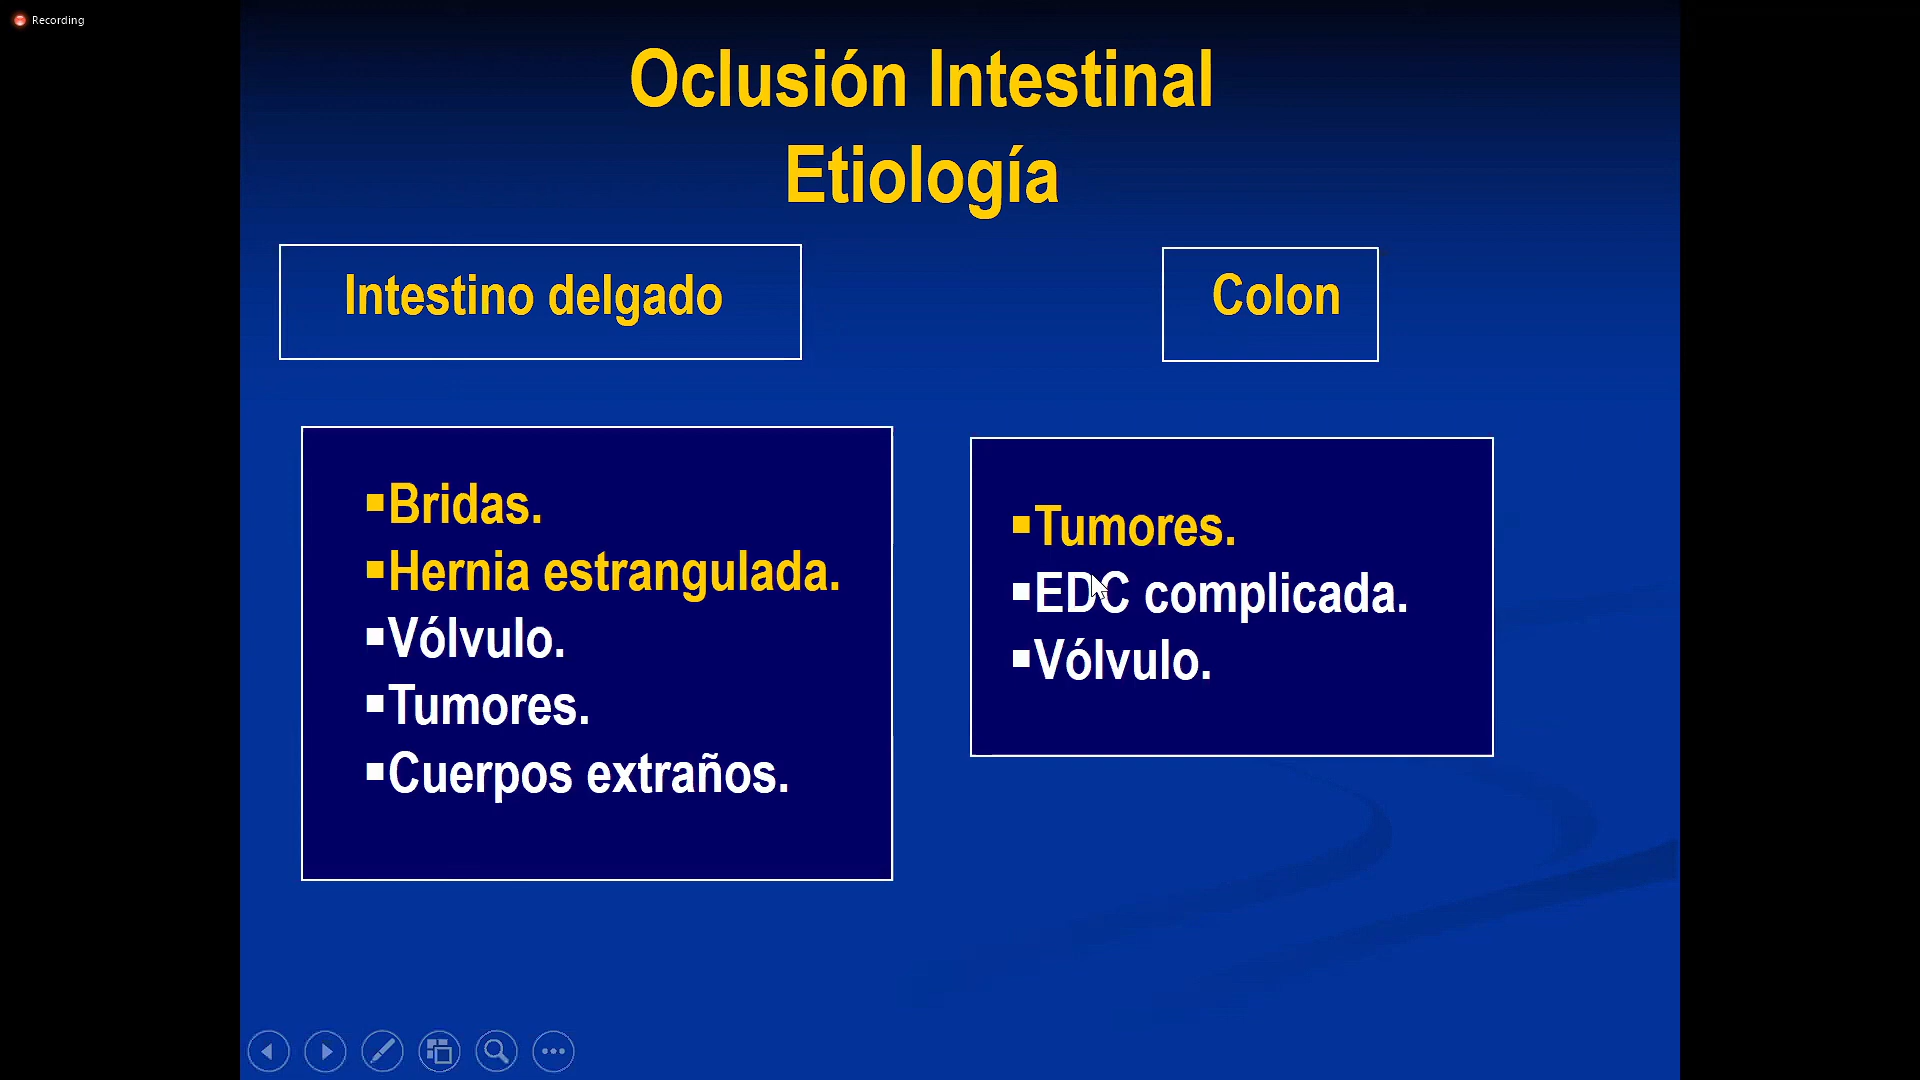 Recording
Oclusión Intestinal
Etiología
Intestino delgado
Colon
▪Bridas.
▪Hernia estrangulada.
▪Vólvulo.
▪Tumores.
▪Cuerpos extraños.
▪Tumores.
▪EDC complicada.
▪Vólvulo.